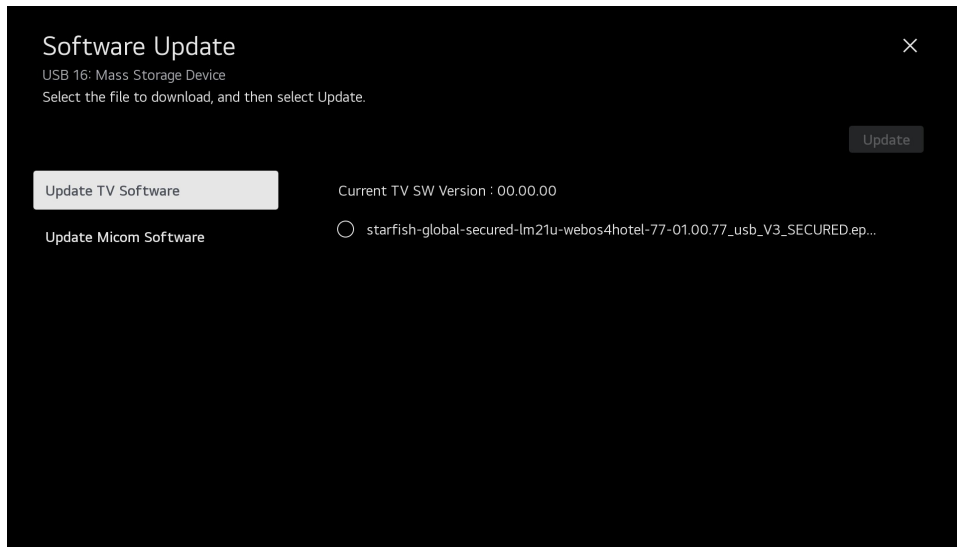 Software Update
USB 16: Mass Storage Device
Select the file to download, and then select Update.
Update
Update TV Software
Current TV SW Version : 00.00.00
starfish-global-secured-lm21u-webos4hotel-77-01.00.77_usb_V3_SECURED.ep...
Update Micom Software